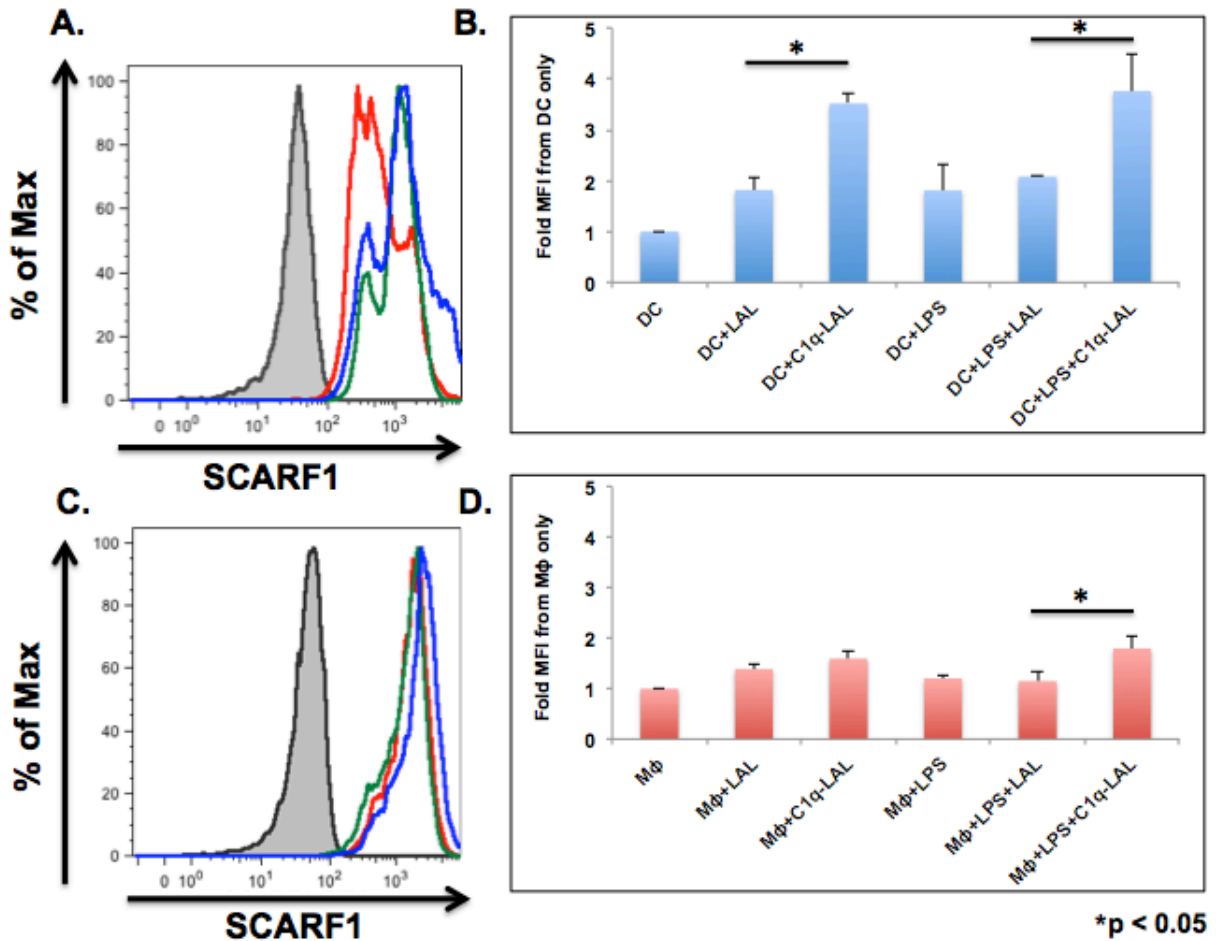 A.
% of Max
100
80
60
40
20
0
0 10⁰ 10¹ 10² 10³
SCARF1
B.
Fold MFI from DC only
5
4
3
2
1
0
*
*
DC
DC+LAL
DC+C1q-LAL
DC+LPS
DC+LPS+LAL
DC+LPS+C1q-LAL
C.
% of Max
100
80
60
40
20
0
0 10⁰ 10¹ 10² 10³
SCARF1
D.
Fold MFI from Mϕ only
5
4
3
2
1
0
*
Mϕ
Mϕ+LAL
Mϕ+C1q-LAL
Mϕ+LPS
Mϕ+LPS+LAL
Mϕ+LPS+C1q-LAL
*p < 0.05